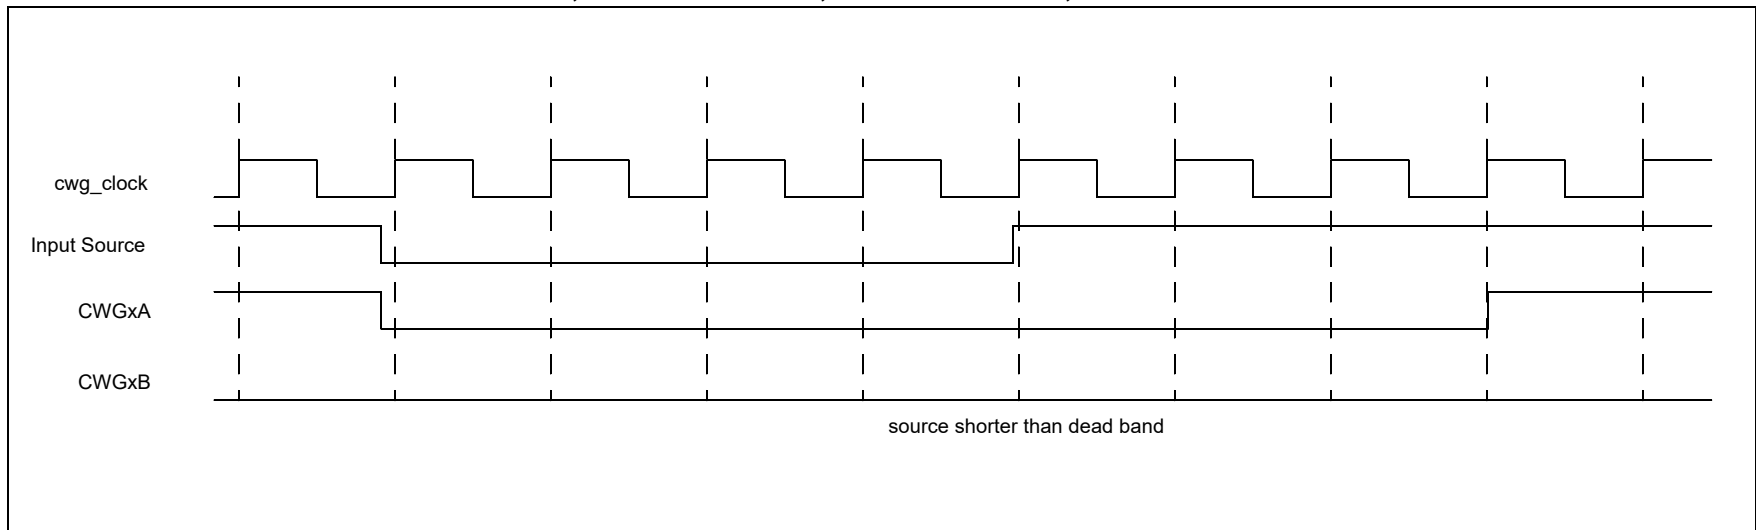 cwg_clock
Input Source
CWGxA
CWGxB
source shorter than dead band